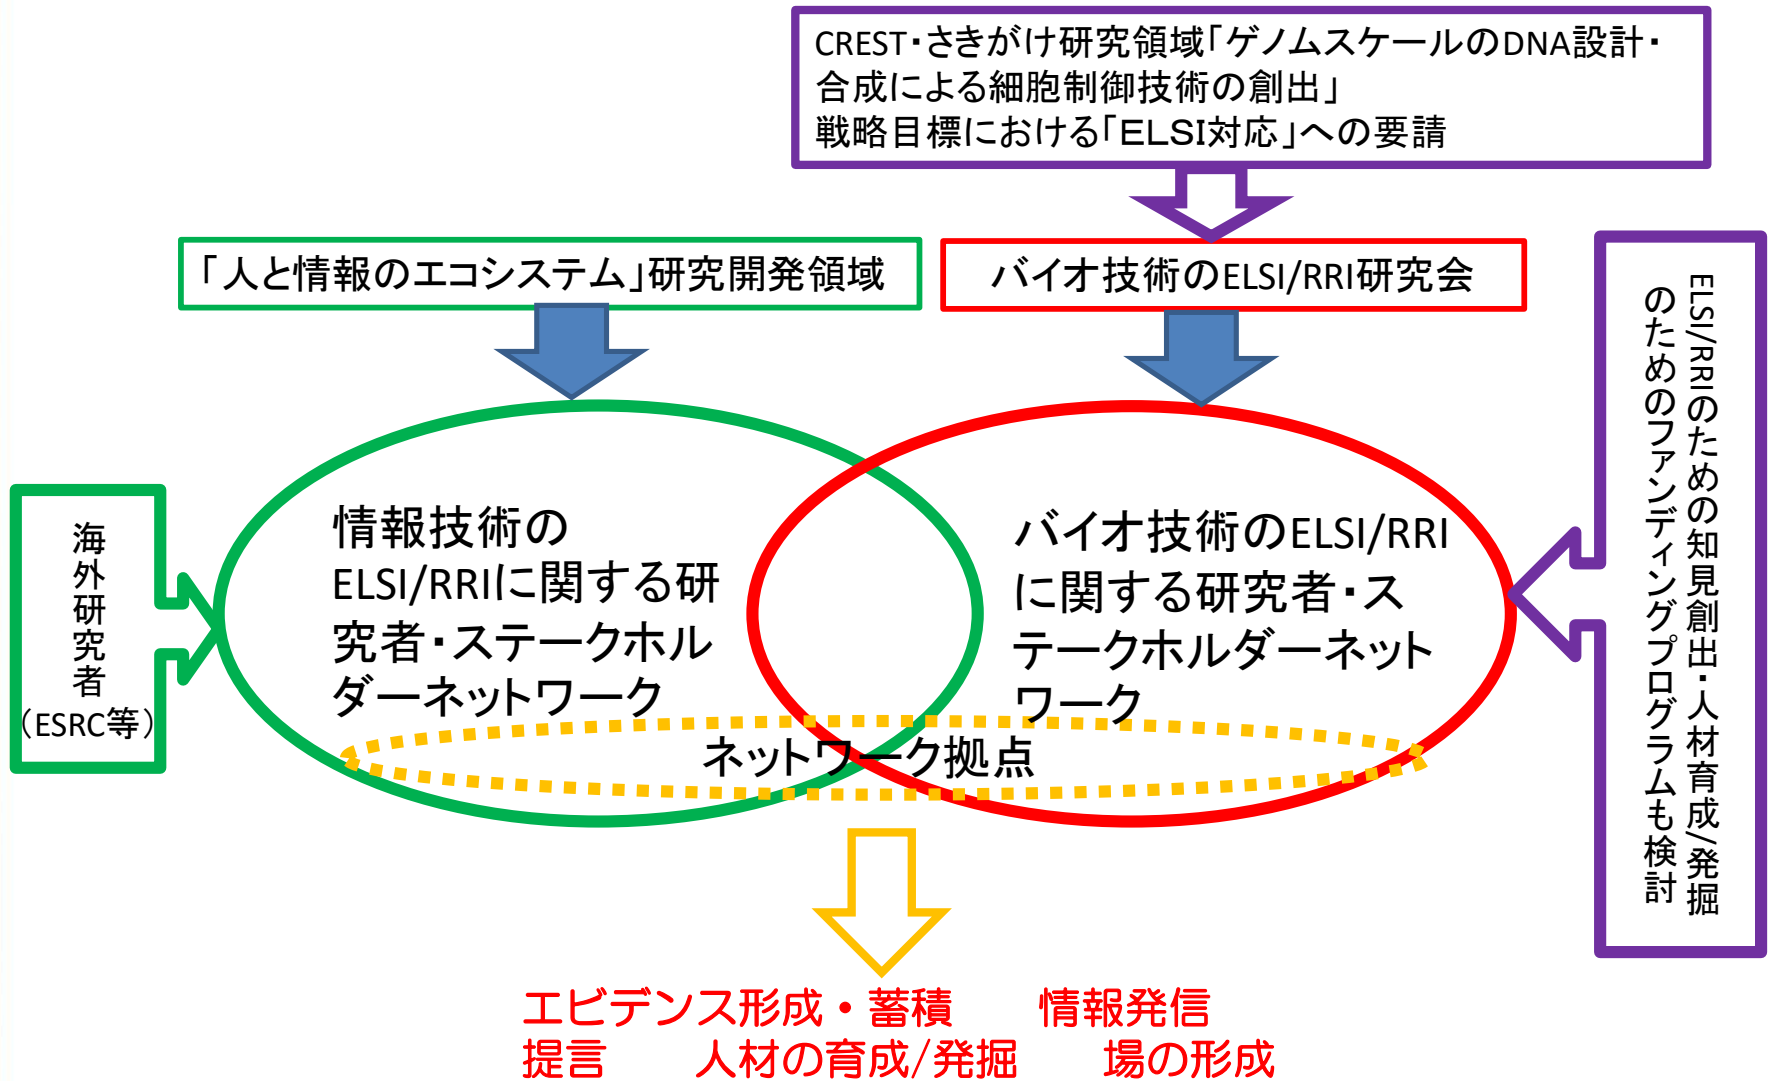 CREST・さきがけ研究領域「ゲノムスケールのDNA設計・
合成による細胞制御技術の創出」
戦略目標における「ELSI対応」への要請
「人と情報のエコシステム」研究開発領域
バイオ技術のELSI/RRI研究会
海外研究者
（ESRC等）
情報技術の
ELSI/RRIに関する研
究者・ステークホル
ダーネットワーク
バイオ技術のELSI/RRI
に関する研究者・ス
テークホルダーネット
ワーク
ELSI/RRIのための知見創出・人材育成/発掘
のためのファンディングプログラムも検討
ネットワーク拠点
エビデンス形成・蓄積　　情報発信
提言　　人材の育成/発掘　　場の形成